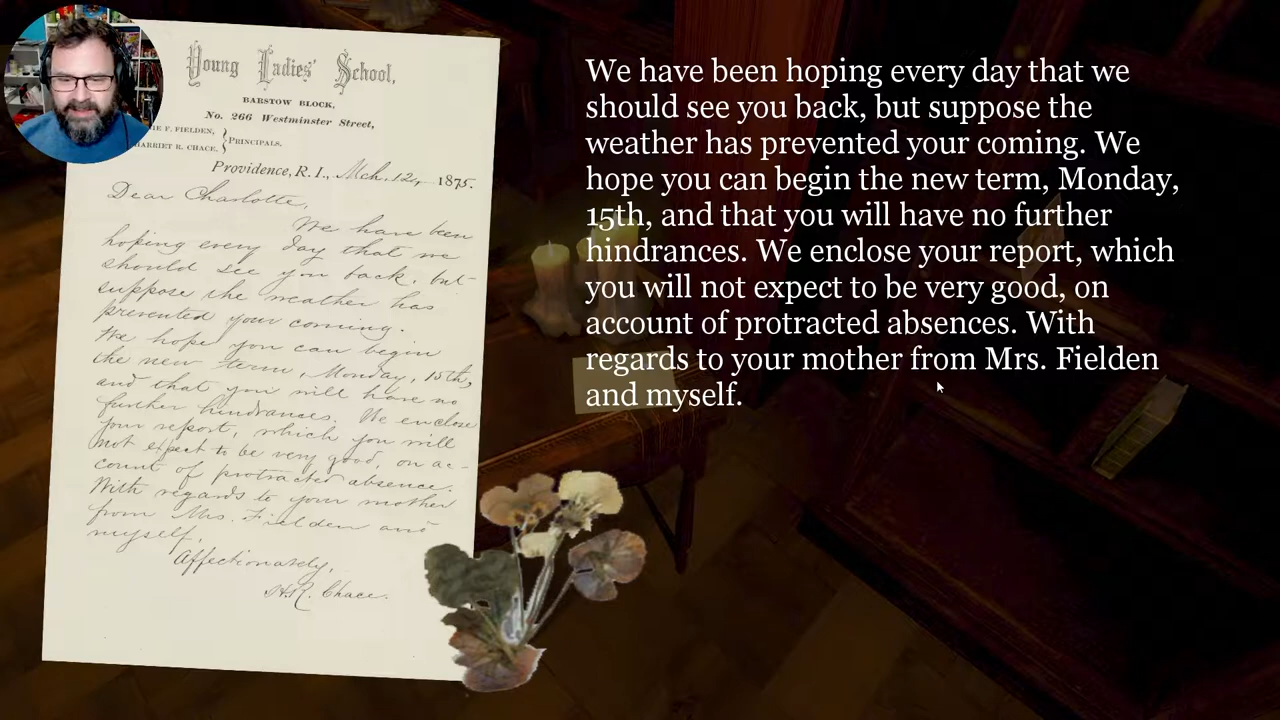 Young Ladies' School,
BARSTOW BLOCK,
No. 266 Westminster Street,
IE F. FIELDEN,
HARRIET R. CHACE,
PRINCIPALS.
Providence, R. I., Mch. 12, 1875.
Dear Charlotte,
We have been
hoping every day that we
should see you back, but
suppose the weather has
prevented your coming.
We hope you can begin
the new term, Monday, 15th,
and that you will have no
further hindrances. We enclose
your report, which you will
not expect to be very good, on ac-
count of protracted absence.
With regards to your mother
from Mrs. Fielden and
myself.
Affectionately,
H.R. Chace.
We have been hoping every day that we
should see you back, but suppose the
weather has prevented your coming. We
hope you can begin the new term, Monday,
15th, and that you will have no further
hindrances. We enclose your report, which
you will not expect to be very good, on
account of protracted absences. With
regards to your mother from Mrs. Fielden
and myself.